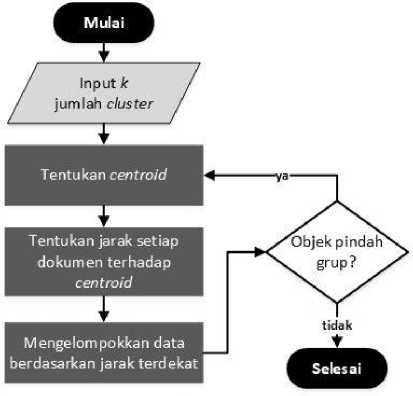 Mulai
Input k
jumlah cluster
Tentukan centroid
Tentukan jarak setiap
dokumen terhadap
centroid
Mengelompokkan data
berdasarkan jarak terdekat
ya
Objek pindah
grup?
tidak
Selesai